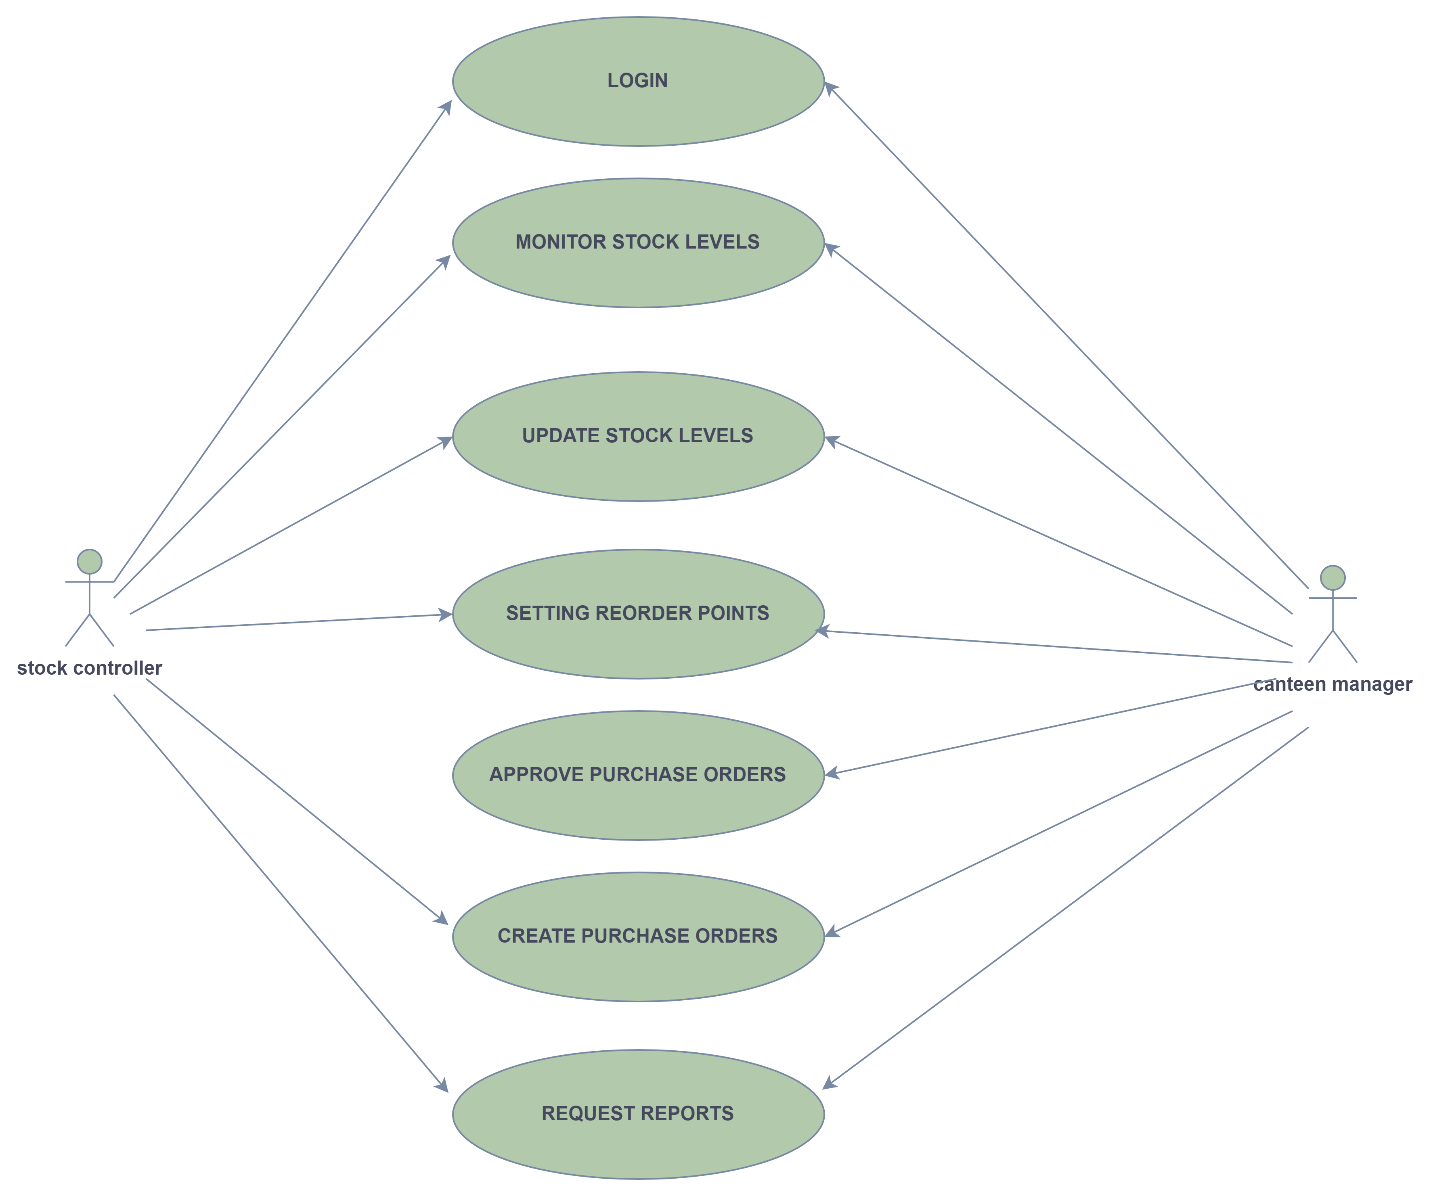 LOGIN
MONITOR STOCK LEVELS
UPDATE STOCK LEVELS
SETTING REORDER POINTS
stock controller
canteen manager
APPROVE PURCHASE ORDERS
CREATE PURCHASE ORDERS
REQUEST REPORTS